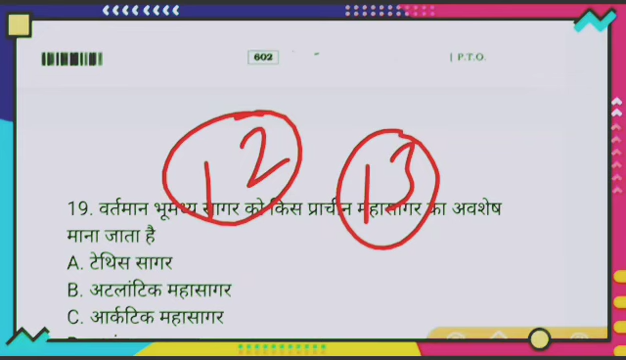 602
| P.T.O.
12 13
19. वर्तमान भूमध्य सागर को किस प्राचीन महासागर का अवशेष
माना जाता है
A. टेथिस सागर
B. अटलांटिक महासागर
C. आर्कटिक महासागर